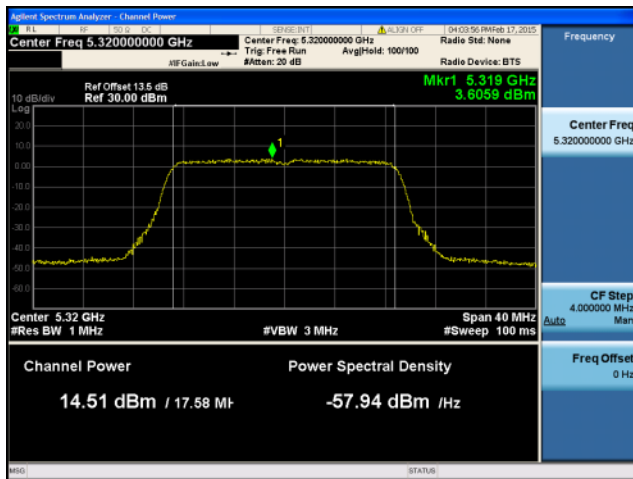 Agilent Spectrum Analyzer - Channel Power
RL RF 50 Ω DC SENSE:INT ALIGN OFF 04:03:56 PM Feb 17, 2015
Center Freq 5.320000000 GHz
Center Freq: 5.320000000 GHz Radio Std: None
Trig: Free Run Avg|Hold: 100/100
#IFGain:Low #Atten: 20 dB Radio Device: BTS
Ref Offset 13.5 dB
10 dB/div Ref 30.00 dBm
Mkr1 5.319 GHz
3.6059 dBm
Log
20.0
10.0
0.00
-10.0
-20.0
-30.0
-40.0
-50.0
-60.0
1
Center 5.32 GHz Span 40 MHz
#Res BW 1 MHz #VBW 3 MHz #Sweep 100 ms
Channel Power Power Spectral Density
14.51 dBm / 17.58 MH -57.94 dBm /Hz
Frequency
Center Freq
5.320000000 GHz
CF Step
4.000000 MHz
Auto Man
Freq Offset
0 Hz
MSG STATUS